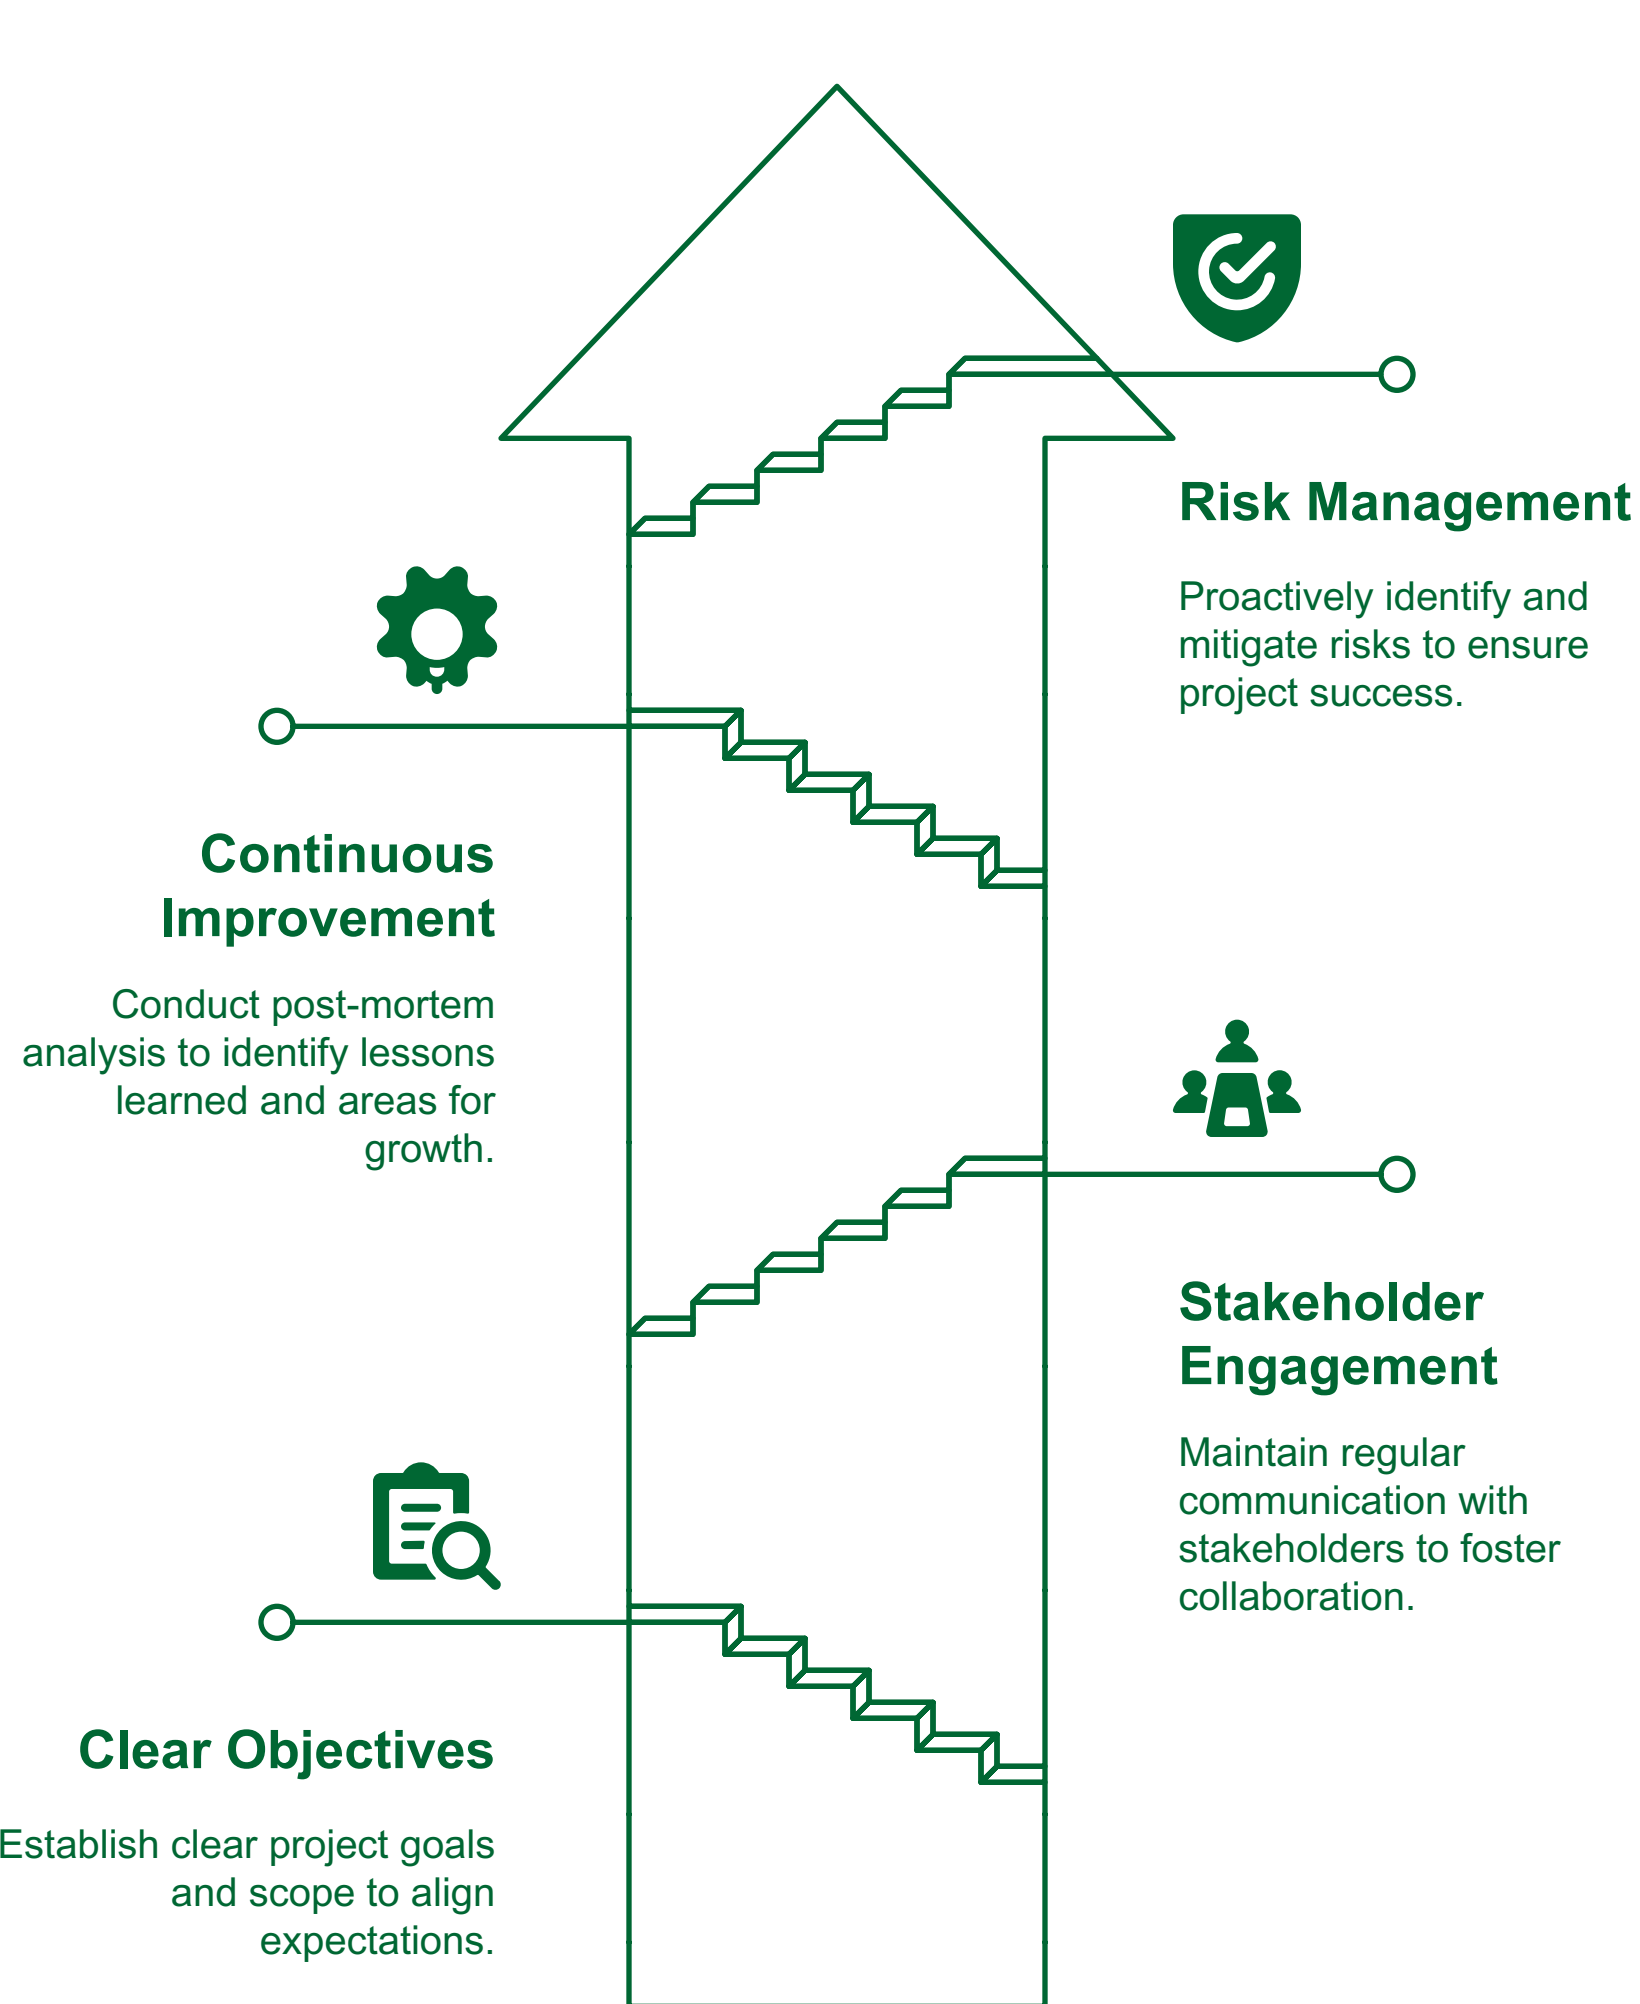 Risk Management
Proactively identify and
mitigate risks to ensure
project success.
Continuous
Improvement
Conduct post-mortem
analysis to identify lessons
learned and areas for
growth.
Stakeholder
Engagement
Maintain regular
communication with
stakeholders to foster
collaboration.
Clear Objectives
Establish clear project goals
and scope to align
expectations.